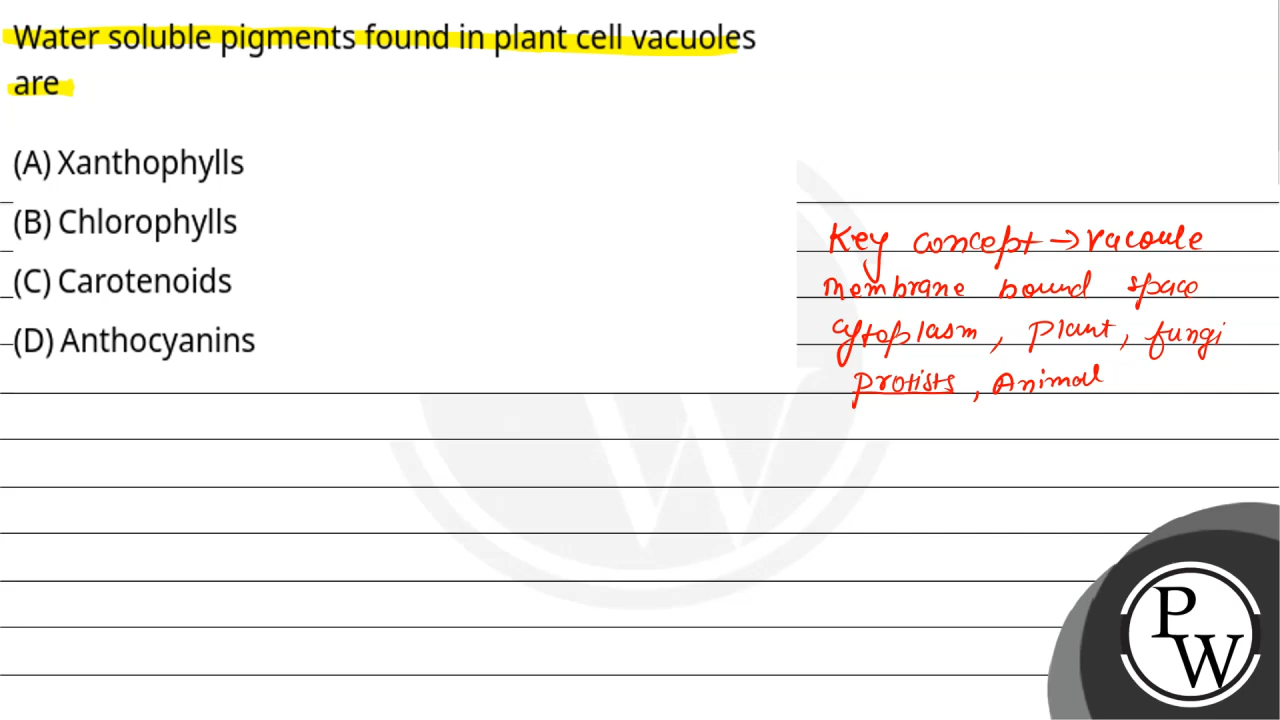 Water soluble pigments found in plant cell vacuoles
are
(A) Xanthophylls
(B) Chlorophylls
(C) Carotenoids
(D) Anthocyanins
Key concept → Vacoule
membrane bound space
cytoplasm, Plant, fungi
Protists, Animal
P
W